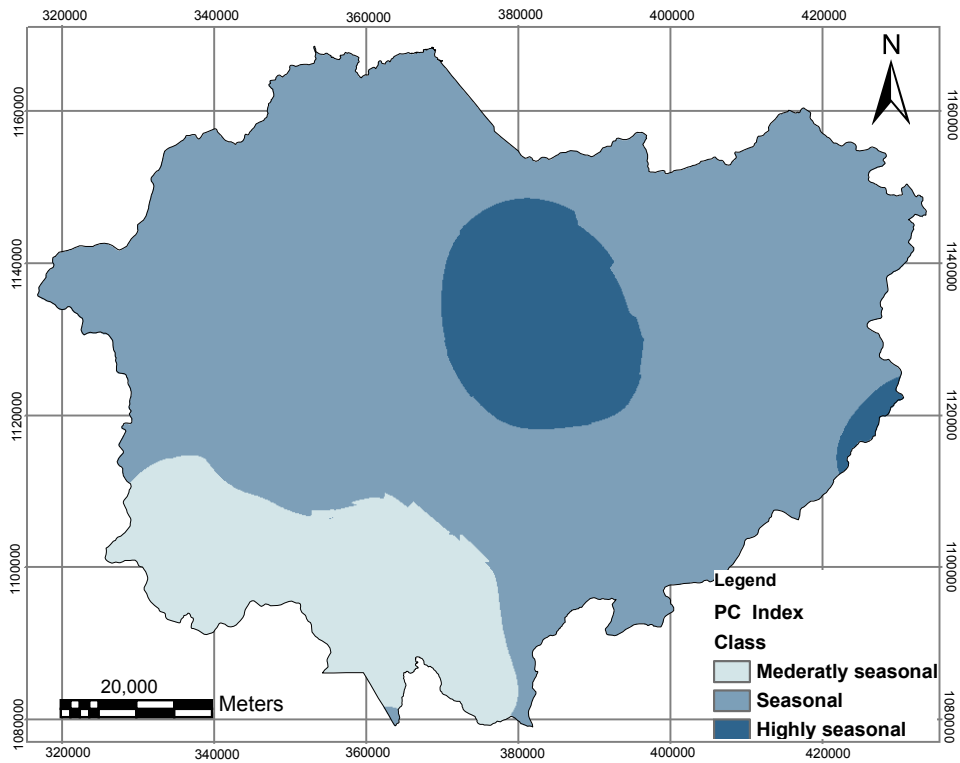 320000 340000 360000 380000 400000 420000
N
1160000 1160000
1140000 1140000
1120000 1120000
1100000 1100000
Legend
PC Index
Class
Mederatly seasonal
Seasonal
Highly seasonal
20,000
Meters
1080000 1080000
320000 340000 360000 380000 400000 420000